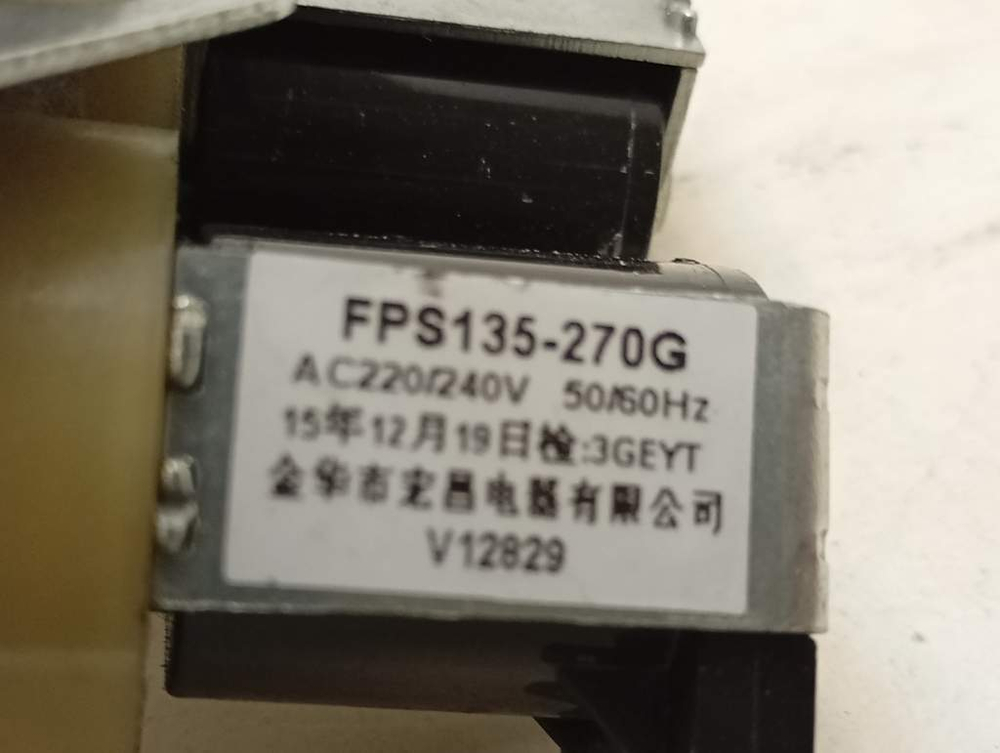 FPS135-270G
AC220/240V 50/60Hz
15年12月19日检:3GEYT
金华市宏昌电器有限公司
V12829